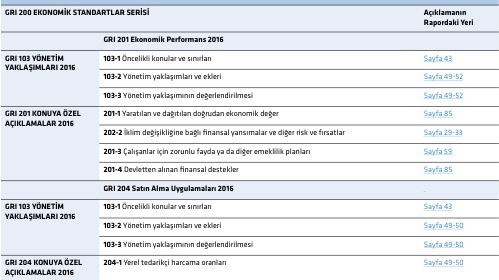 GRI 200 EKONOMİK STANDARTLAR SERİSİ Açıklamanın
Rapordaki Yeri
GRI 201 Ekonomik Performans 2016
GRI 103 YÖNETİM
YAKLAŞIMLARI 2016
103-1 Öncelikli konular ve sınırları Sayfa 43
103-2 Yönetim yaklaşımları ve ekleri Sayfa 49-52
103-3 Yönetim yaklaşımının değerlendirilmesi Sayfa 49-52
GRI 201 KONUYA ÖZEL
AÇIKLAMALAR 2016
201-1 Yaratılan ve dağıtılan doğrudan ekonomik değer Sayfa 85
202-2 İklim değişikliğine bağlı finansal yansımalar ve diğer risk ve fırsatlar Sayfa 29-33
201-3 Çalışanlar için zorunlu fayda ya da diğer emeklilik planları Sayfa 59
201-4 Devletten alınan finansal destekler Sayfa 85
GRI 204 Satın Alma Uygulamaları 2016
GRI 103 YÖNETİM
YAKLAŞIMLARI 2016
103-1 Öncelikli konular ve sınırları Sayfa 43
103-2 Yönetim yaklaşımları ve ekleri Sayfa 49-50
103-3 Yönetim yaklaşımının değerlendirilmesi Sayfa 49-50
GRI 204 KONUYA ÖZEL
AÇIKLAMALAR 2016
204-1 Yerel tedarikçi harcama oranları Sayfa 49-50